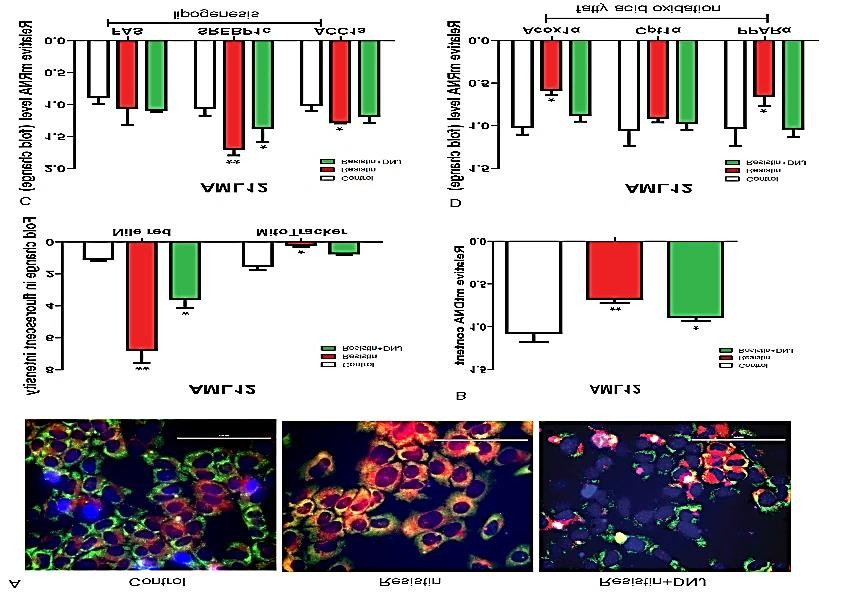 A
Control
Resistin
Resistin+DNJ
AML12
Control
Resistin
Resistin+DNJ
Fold change in fluorescent intensity
8
6
4
2
0
**
*
*
Nile red
MitoTracker
B
AML12
Control
Resistin
Resistin+DNJ
Relative mtDNA content
1.5
1.0
0.5
0.0
**
*
C
AML12
Control
Resistin
Resistin+DNJ
Relative mRNA level (fold change)
2.0
1.5
1.0
0.5
0.0
**
*
*
FAS
SREBP1c
ACC1a
lipogenesis
D
AML12
Control
Resistin
Resistin+DNJ
Relative mRNA level (fold change)
1.5
1.0
0.5
0.0
*
*
Acox1α
Cpt1α
PPARα
fatty acid oxidation